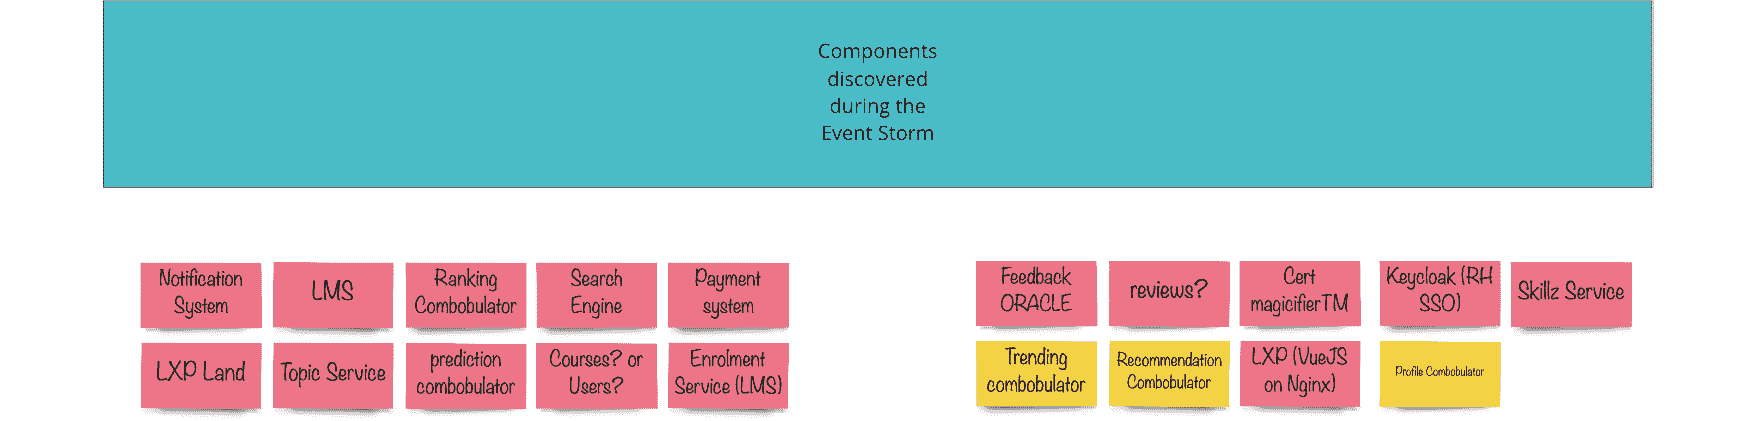 Components
discovered
during the
Event Storm
Notification
System
LMS
Ranking
Combobulator
Search
Engine
Payment
system
LXP Land
Topic Service
prediction
combobulator
Courses? or
Users?
Enrolment
Service (LMS)
Feedback
ORACLE
reviews?
Cert
magicifierTM
Keycloak (RH
SSO)
Skillz Service
Trending
combobulator
Recommendation
Combobulator
LXP (VueJS
on Nginx)
Profile Combobulator